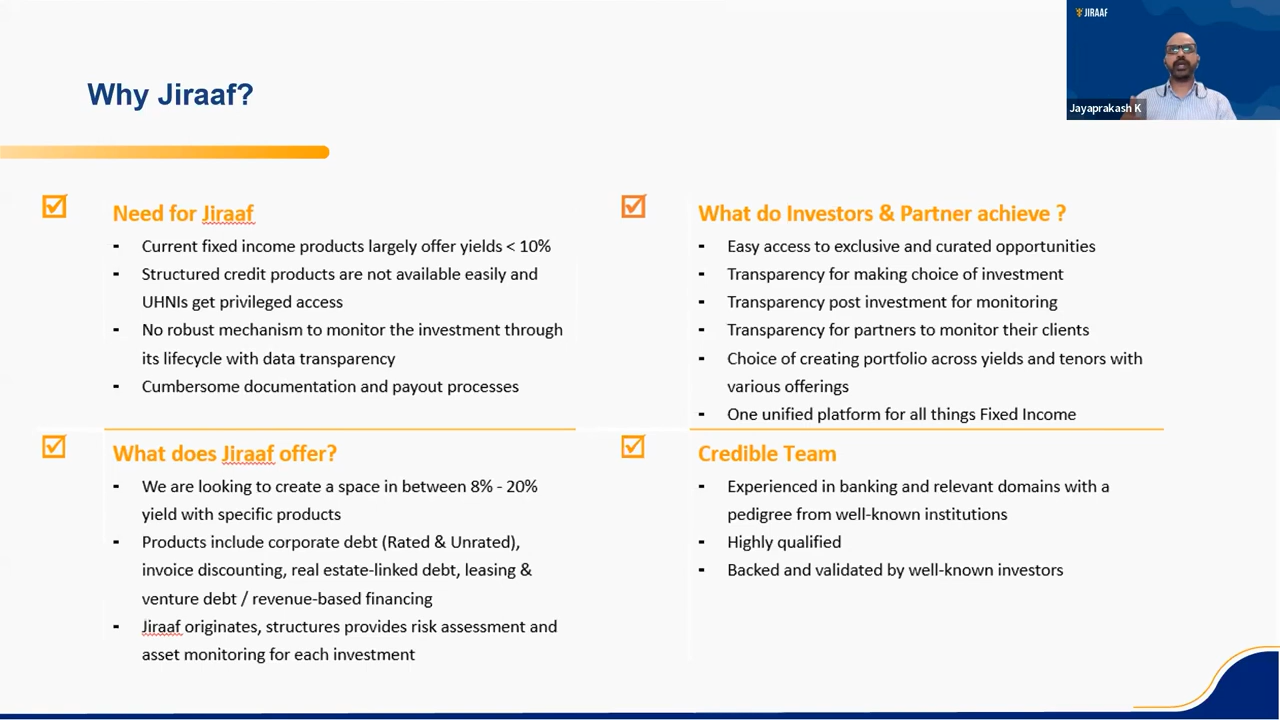 JIRAAF
Jayaprakash K
Why Jiraaf?
Need for Jiraaf
- Current fixed income products largely offer yields < 10%
- Structured credit products are not available easily and
UHNIs get privileged access
- No robust mechanism to monitor the investment through
its lifecycle with data transparency
- Cumbersome documentation and payout processes
What do Investors & Partner achieve ?
- Easy access to exclusive and curated opportunities
- Transparency for making choice of investment
- Transparency post investment for monitoring
- Transparency for partners to monitor their clients
- Choice of creating portfolio across yields and tenors with
various offerings
- One unified platform for all things Fixed Income
What does Jiraaf offer?
- We are looking to create a space in between 8% - 20%
yield with specific products
- Products include corporate debt (Rated & Unrated),
invoice discounting, real estate-linked debt, leasing &
venture debt / revenue-based financing
- Jiraaf originates, structures provides risk assessment and
asset monitoring for each investment
Credible Team
- Experienced in banking and relevant domains with a
pedigree from well-known institutions
- Highly qualified
- Backed and validated by well-known investors